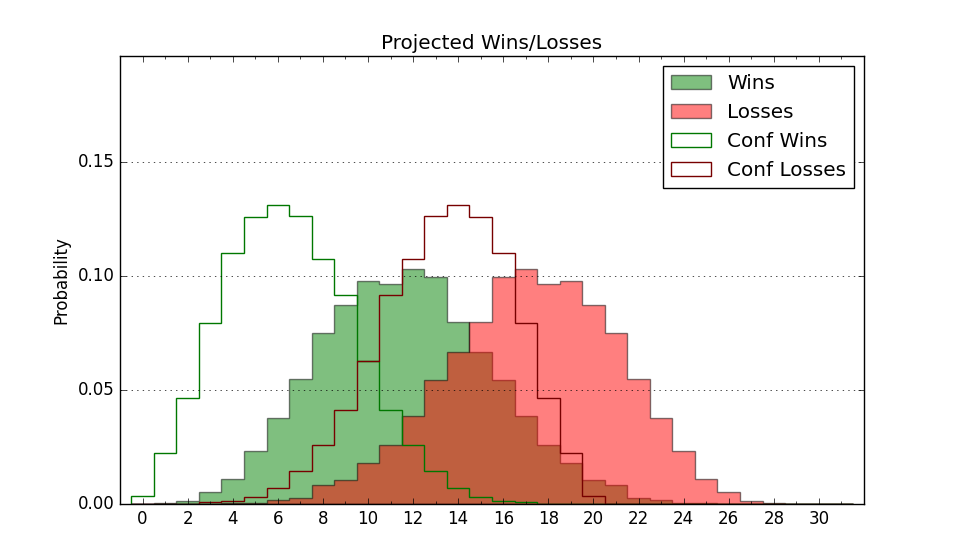 Projected Wins/Losses
Wins
Losses
Conf Wins
Conf Losses
Probability
0.15
0.10
0.05
0.00
0 2 4 6 8 10 12 14 16 18 20 22 24 26 28 30